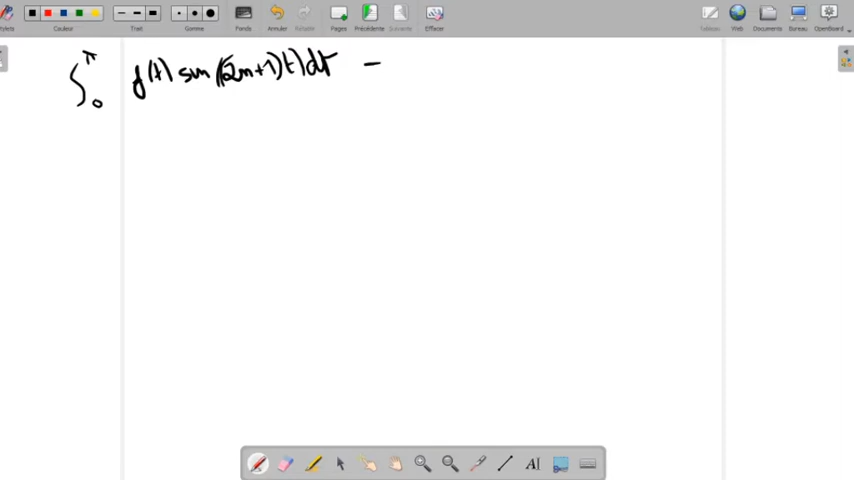 Stylets Couleur Trait Gomme Fonds Annuler Refaire Pages Précédente Suivante Effacer Tableau Web Documents Bureau OpenBoard
∫₀^π f(t) sin((2n+1)t)dt =